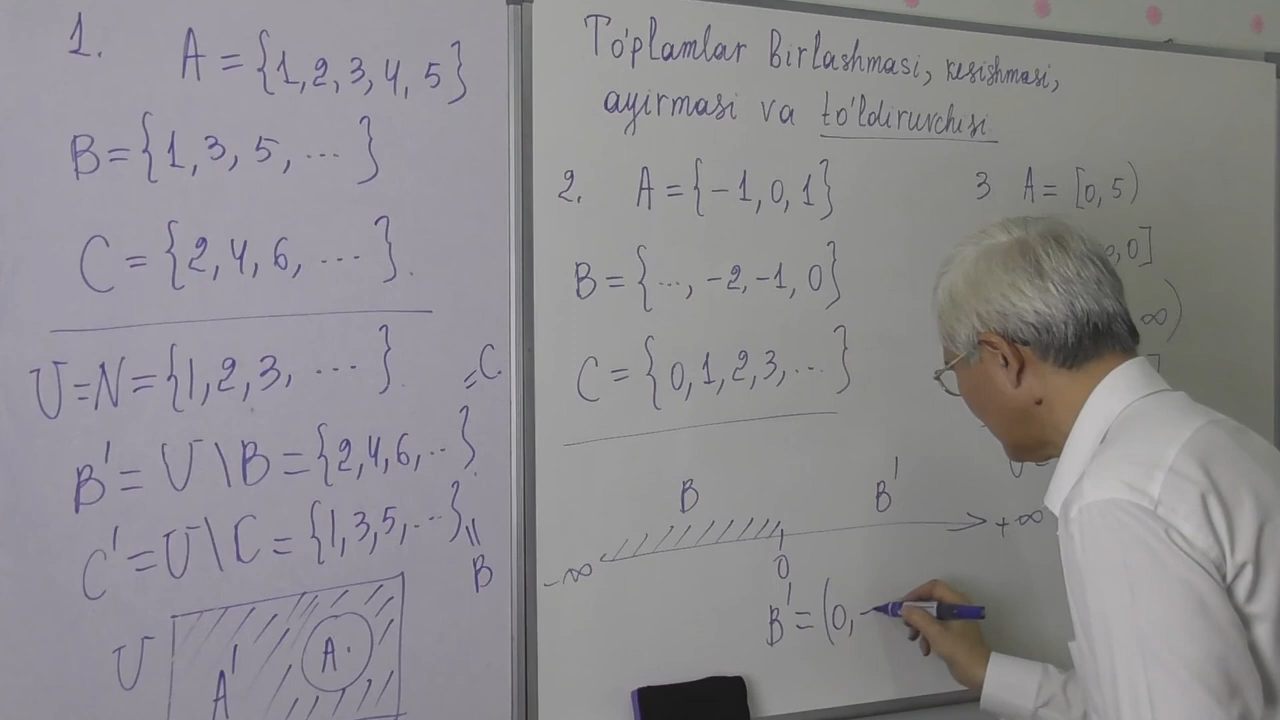 1.
A = {1, 2, 3, 4, 5}
B = {1, 3, 5, ... }
C = {2, 4, 6, ... }.
U = N = {1, 2, 3, ... }.
B' = U \ B = {2, 4, 6, ..} = C.
C' = U \ C = {1, 3, 5, ...} = B
U A' A
To'plamlar Birlashmasi, kesishmasi,
ayirmasi va to'ldiruvchisi
2. A = {-1, 0, 1}
B = {..., -2, -1, 0}
C = {0, 1, 2, 3, ... }
B B'
-∞ 0 +∞
B' = (0, -
3 A = [0, 5)
, 0]
∞)
]
U